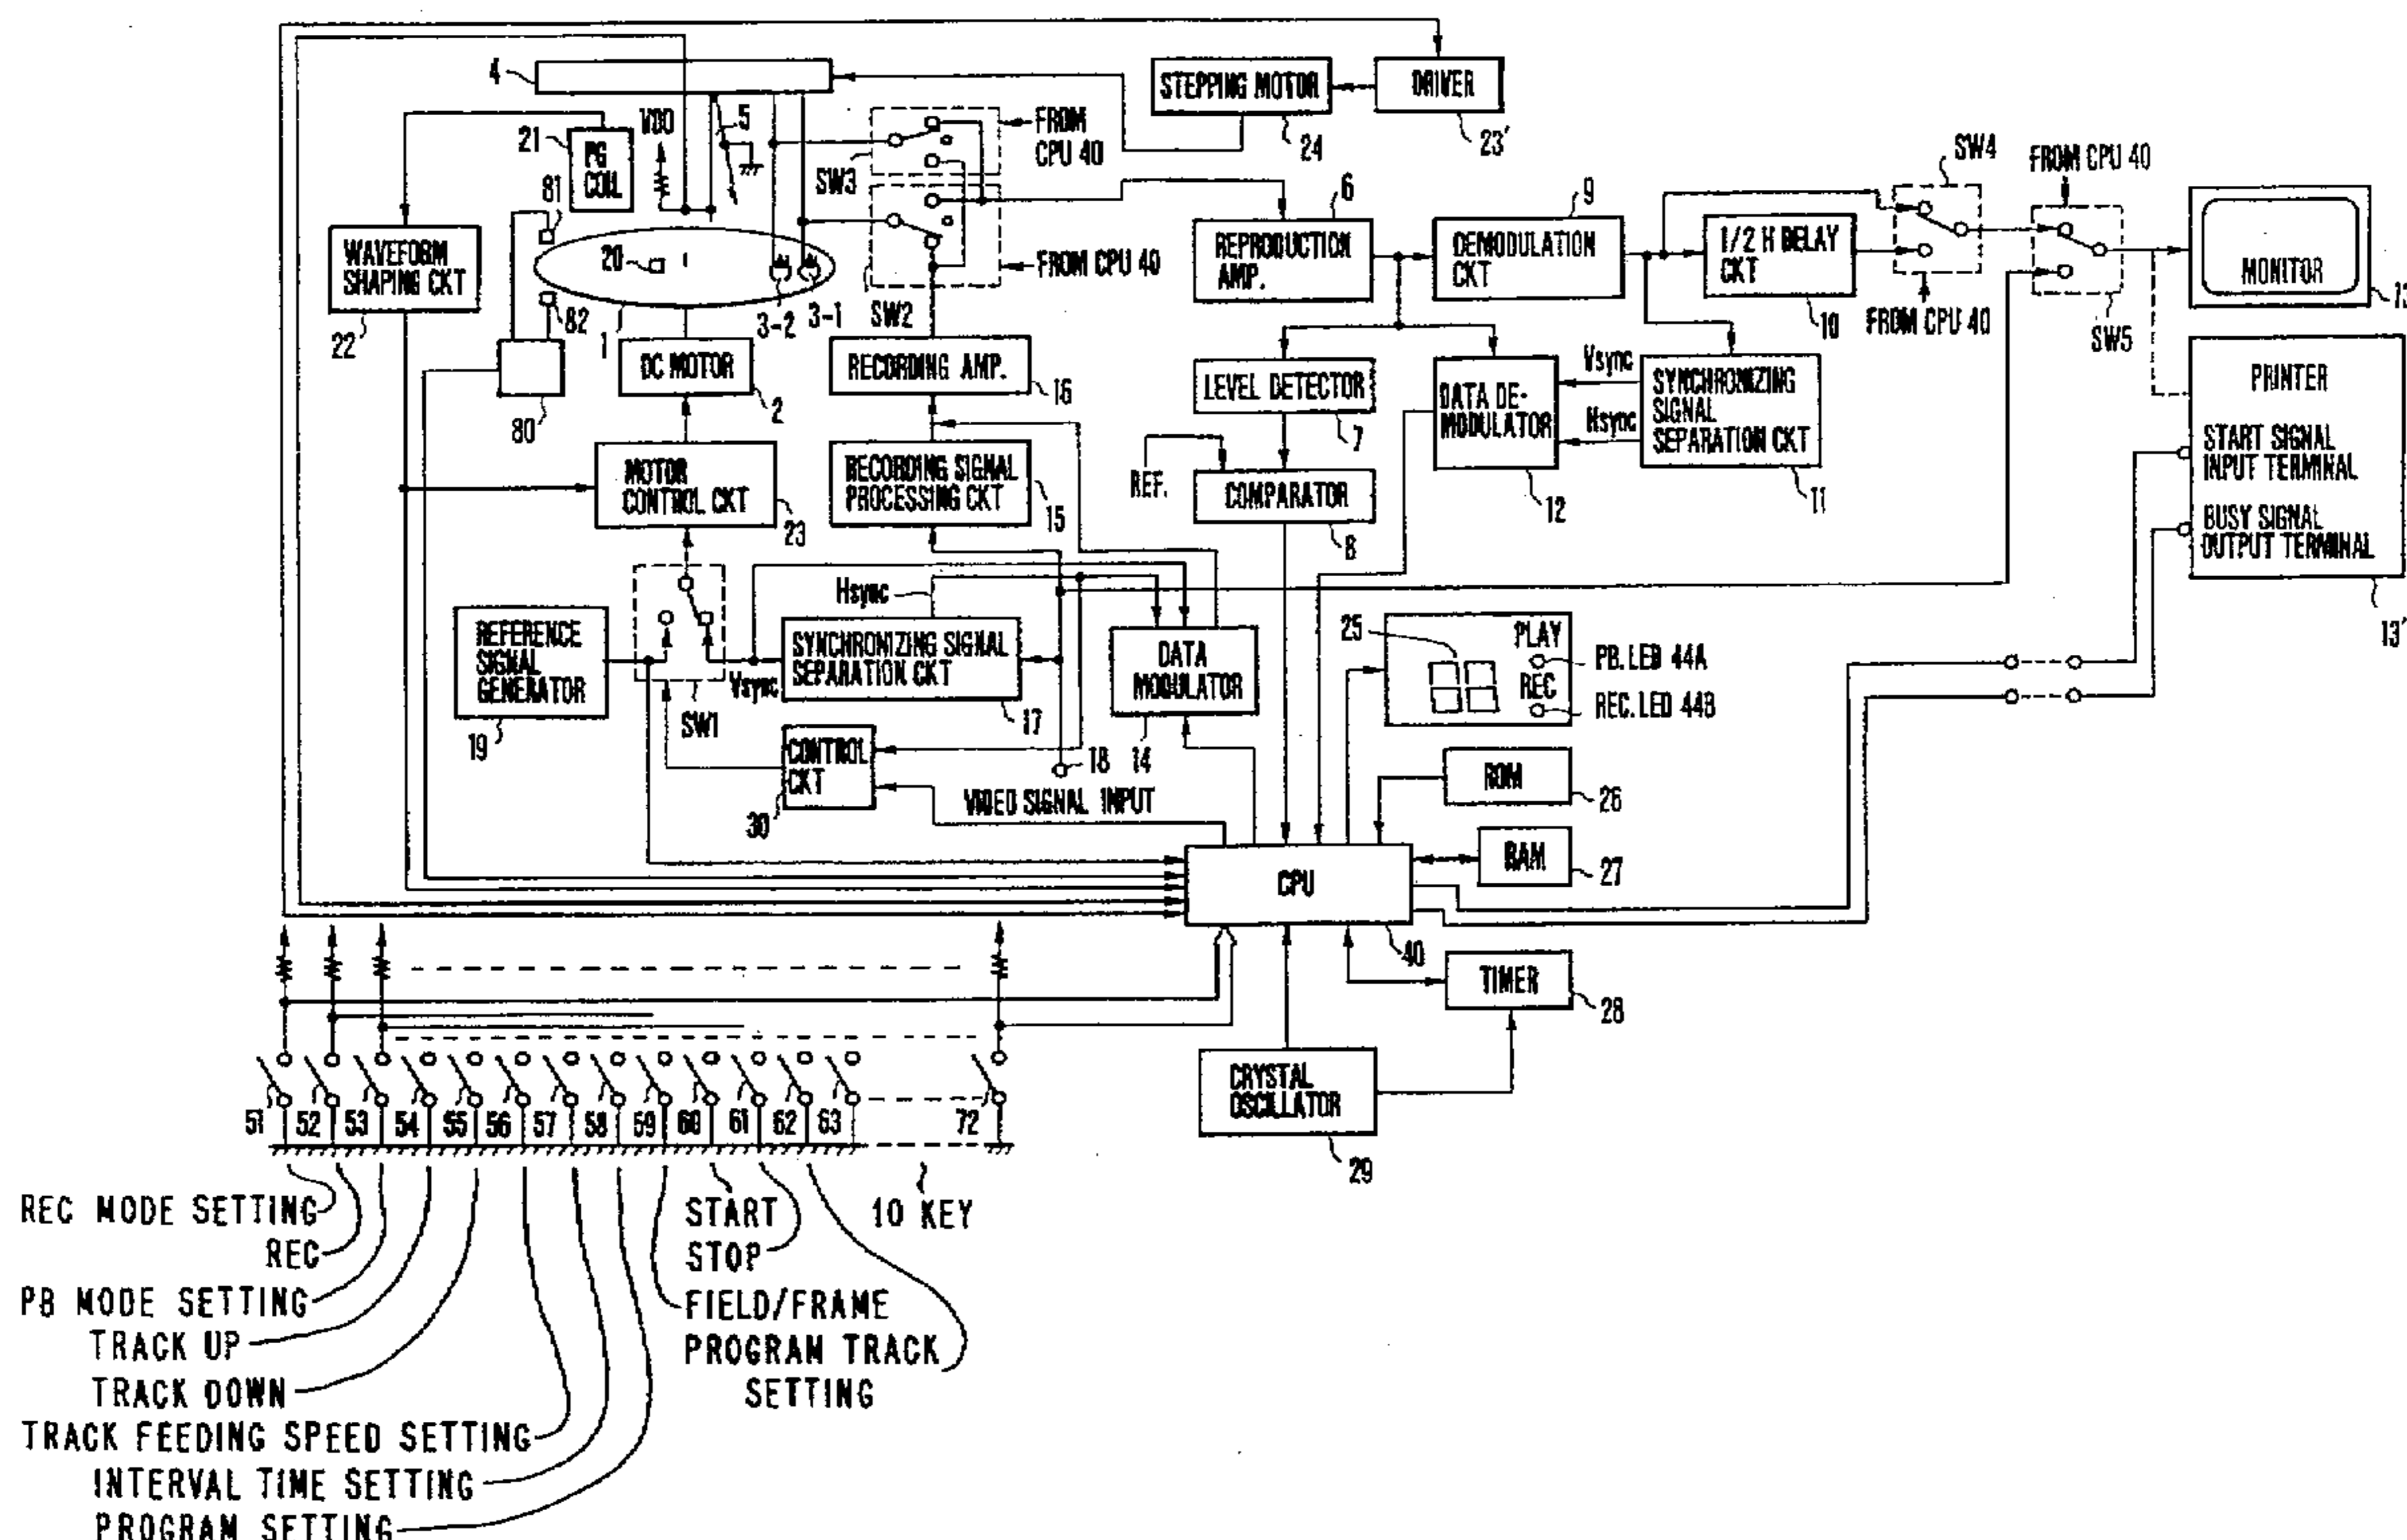 4
5
VDD
21
PG
COIL
81
20
82
1
3-2
3-1
WAVEFORM
SHAPING CKT
22
80
DC MOTOR
2
MOTOR
CONTROL CKT
23
SW3
SW2
FROM
CPU 40
FROM CPU 40
STEPPING MOTOR
24
DRIVER
23'
RECORDING AMP.
16
RECORDING SIGNAL
PROCESSING CKT
15
6
REPRODUCTION
AMP.
9
DEMODULATION
CKT
1/2 H DELAY
CKT
10
SW4
FROM CPU 40
FROM CPU 40
SW5
MONITOR
PRINTER
START SIGNAL
INPUT TERMINAL
BUSY SIGNAL
OUTPUT TERMINAL
13'
LEVEL DETECTOR
7
REF.
COMPARATOR
8
DATA DE-
MODULATOR
12
Vsync
Hsync
SYNCHRONIZING
SIGNAL
SEPARATION CKT
11
REFERENCE
SIGNAL
GENERATOR
19
SW1
Vsync
Hsync
SYNCHRONIZING SIGNAL
SEPARATION CKT
17
CONTROL
CKT
30
18
VIDEO SIGNAL INPUT
DATA
MODULATOR
14
25
PLAY
REC
PB.LED 44A
REC.LED 44B
ROM
26
RAM
27
CPU
40
TIMER
28
CRYSTAL
OSCILLATOR
29
51 52 53 54 55 56 57 58 59 60 61 62 63 72
REC MODE SETTING
REC
PB MODE SETTING
TRACK UP
TRACK DOWN
TRACK FEEDING SPEED SETTING
INTERVAL TIME SETTING
PROGRAM SETTING
FIELD/FRAME
START
STOP
PROGRAM TRACK
SETTING
10 KEY